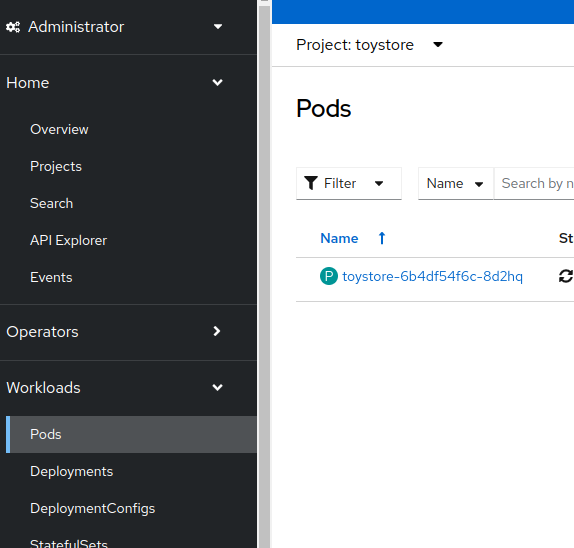 Administrator
Home
Overview
Projects
Search
API Explorer
Events
Operators
Workloads
Pods
Deployments
DeploymentConfigs
StatefulSets
Project: toystore
Pods
Filter
Name
Search by n
Name
St
P toystore-6b4df54f6c-8d2hq